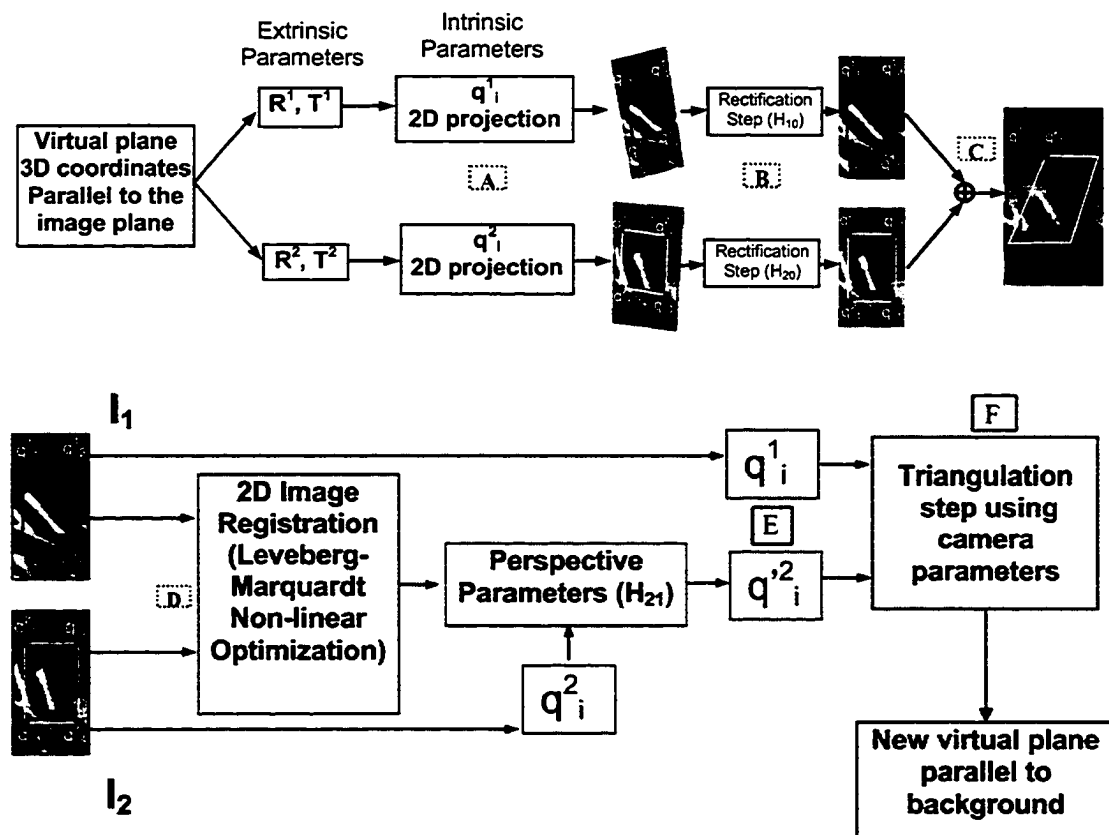 Extrinsic
Parameters
Intrinsic
Parameters
Virtual plane
3D coordinates
Parallel to the
image plane
R¹, T¹
q¹ᵢ
2D projection
Rectification
Step (H₁₀)
A
B
C
R², T²
q²ᵢ
2D projection
Rectification
Step (H₂₀)
I₁
2D Image
Registration
(Leveberg-
Marquardt
Non-linear
Optimization)
D
Perspective
Parameters (H₂₁)
q²ᵢ
q¹ᵢ
E
q'²ᵢ
F
Triangulation
step using
camera
parameters
New virtual plane
parallel to
background
I₂